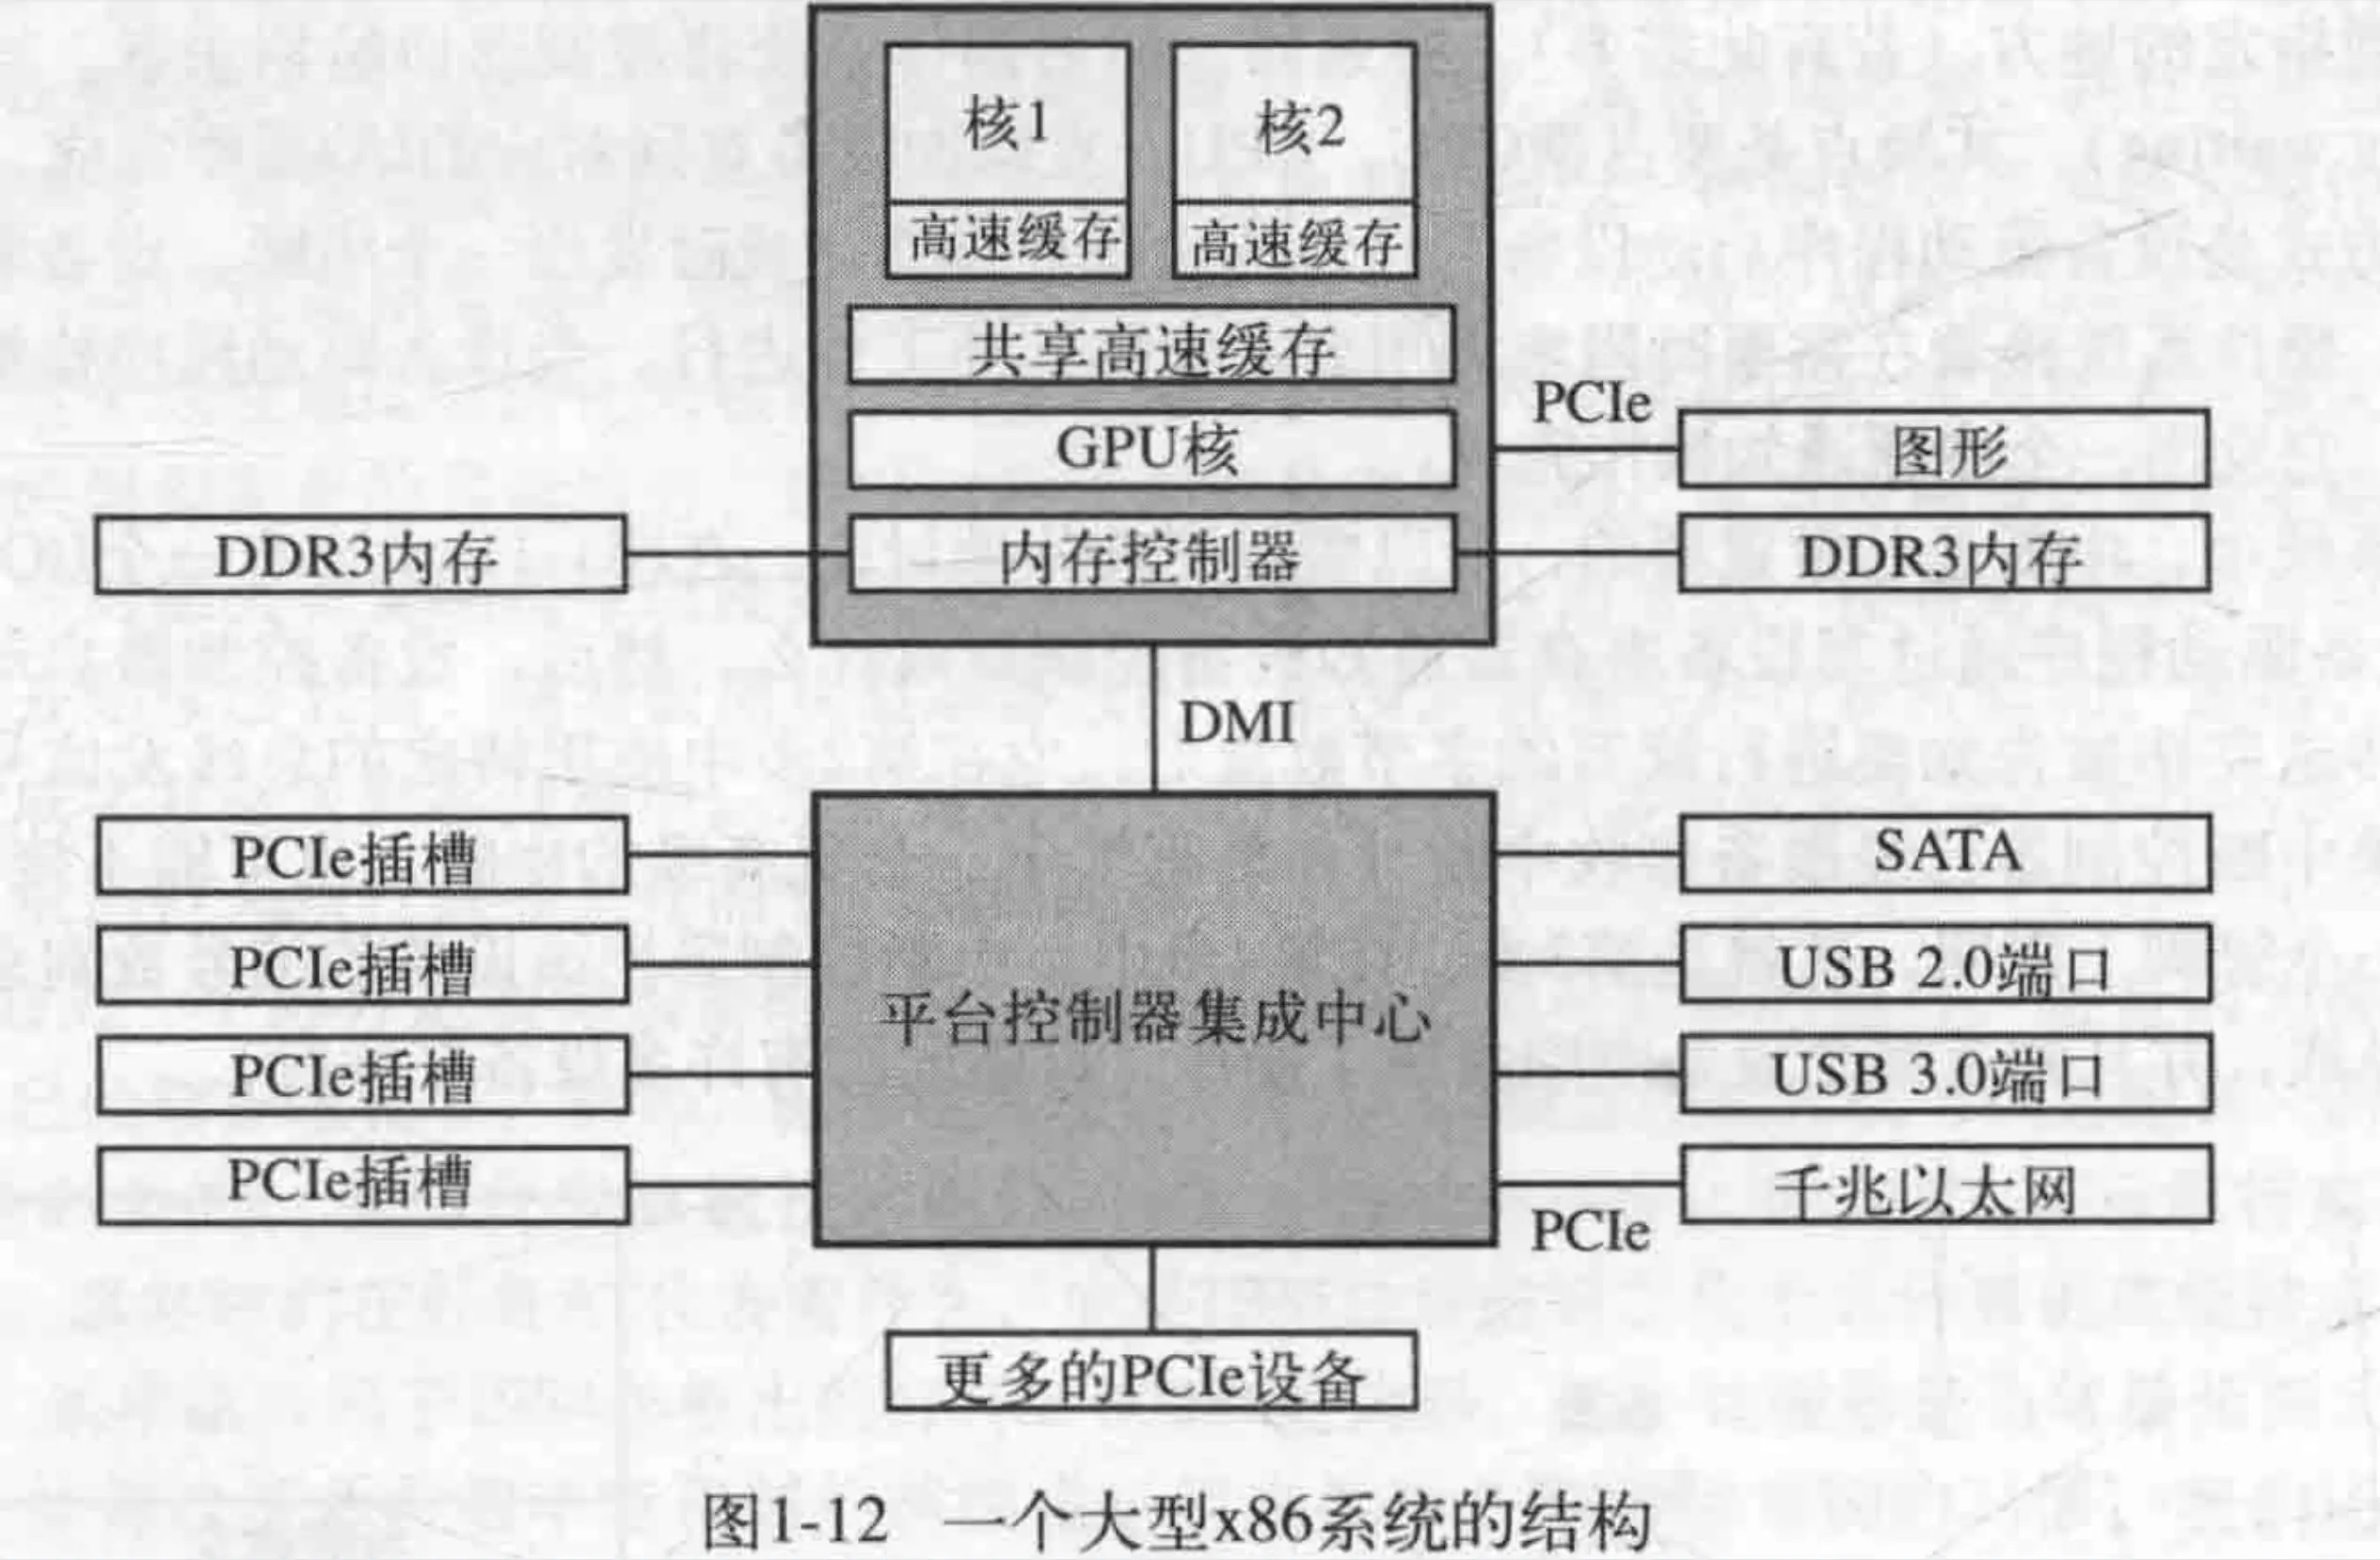 核1
核2
高速缓存
高速缓存
共享高速缓存
PCIe
GPU核
图形
DDR3内存
内存控制器
DDR3内存
DMI
PCIe插槽
SATA
PCIe插槽
USB 2.0端口
平台控制器集成中心
PCIe插槽
USB 3.0端口
PCIe插槽
千兆以太网
PCIe
更多的PCIe设备
图1-12 一个大型x86系统的结构